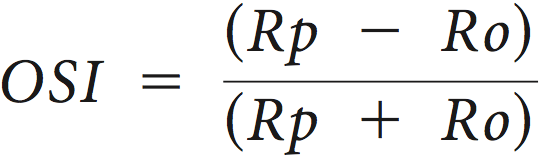 OSI = (Rp − Ro) / (Rp + Ro)